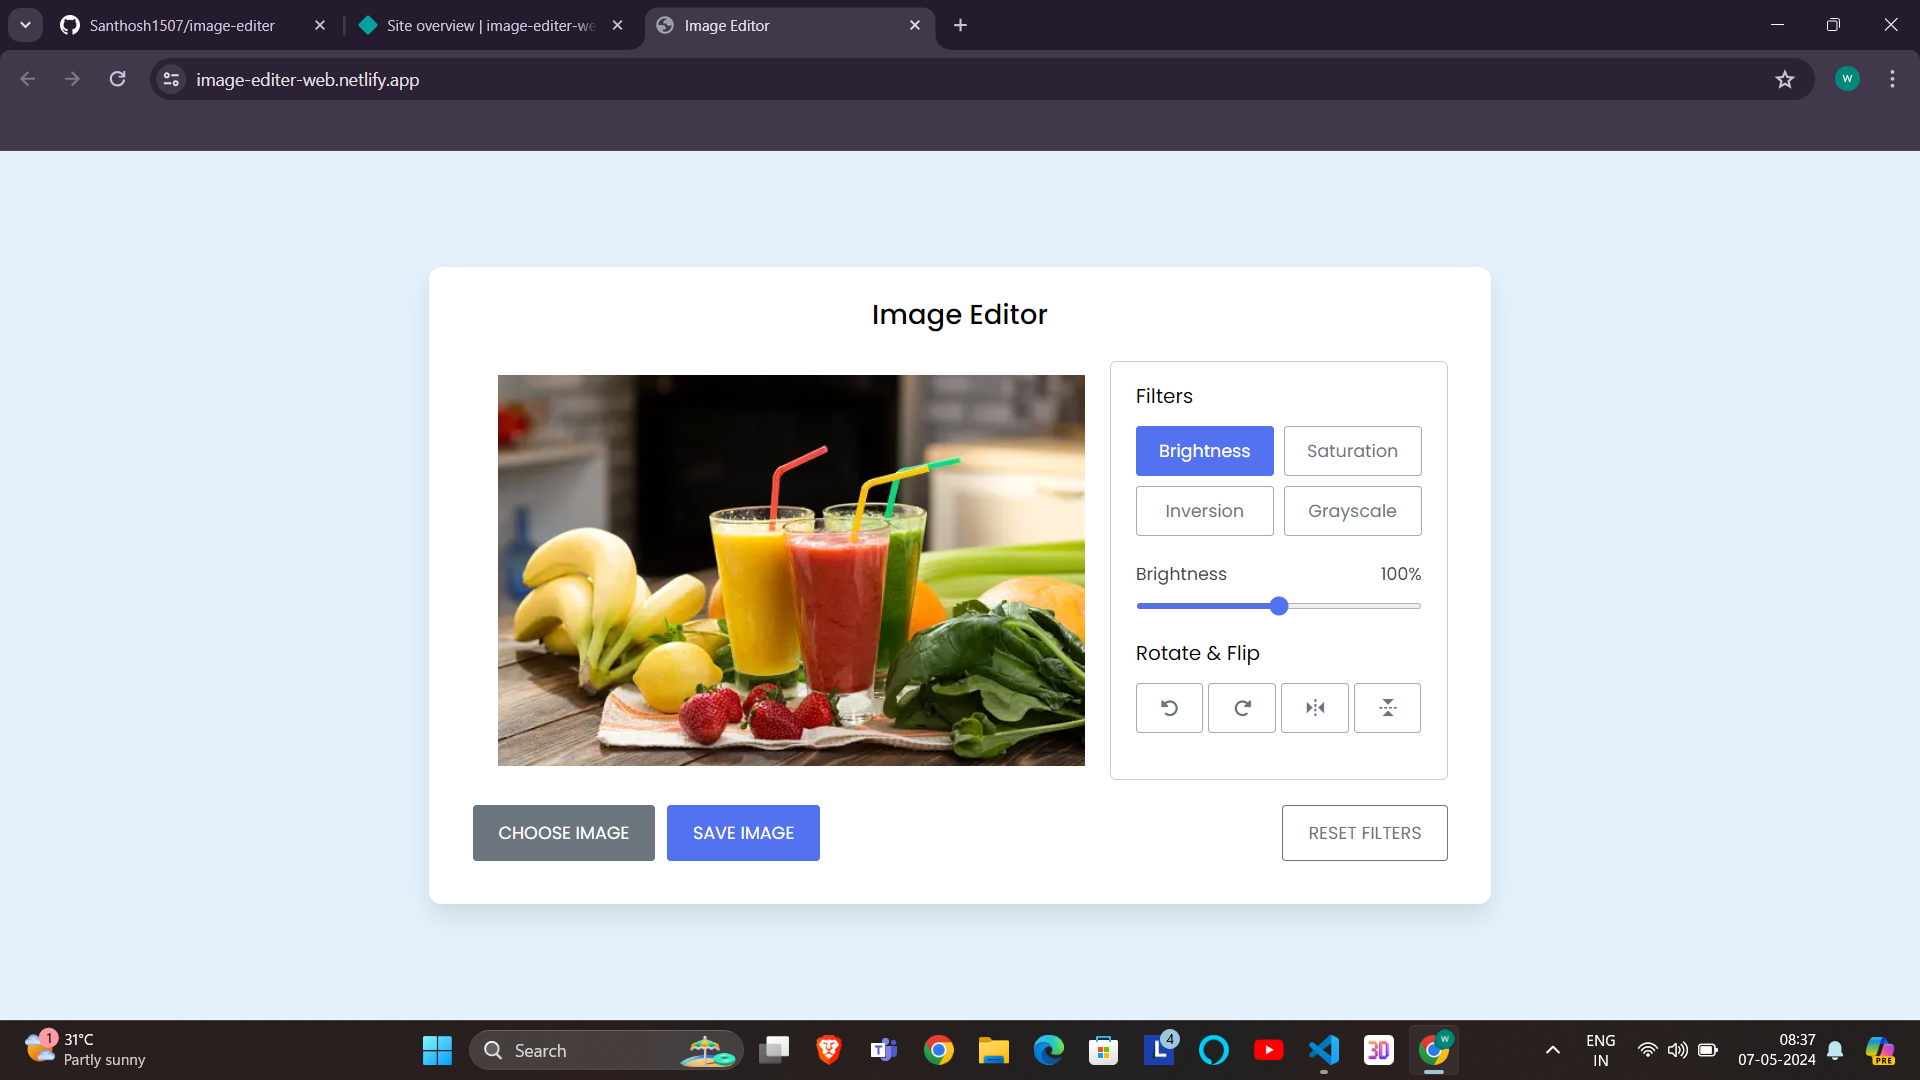 Santhosh1507/image-editer
Site overview | image-editer-we
Image Editor
image-editer-web.netlify.app
W
Image Editor
Filters
Brightness
Saturation
Inversion
Grayscale
Brightness 100%
Rotate & Flip
CHOOSE IMAGE
SAVE IMAGE
RESET FILTERS
1
31°C
Partly sunny
Search
T
L
4
3D
W
ENG
IN
08:37
07-05-2024
PRE